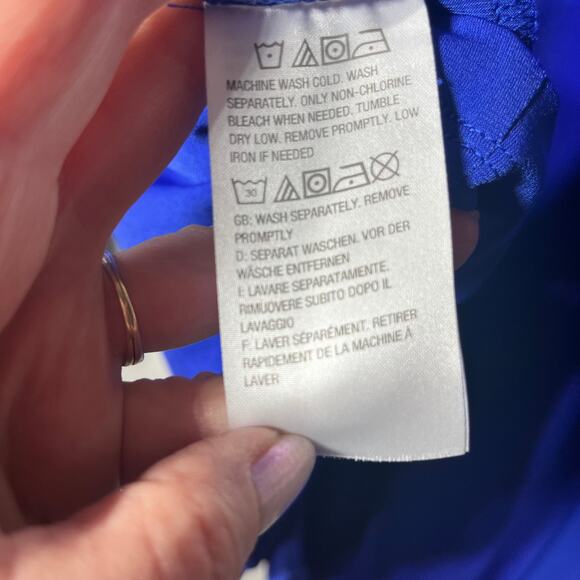 MACHINE WASH COLD. WASH
SEPARATELY. ONLY NON-CHLORINE
BLEACH WHEN NEEDED. TUMBLE
DRY LOW. REMOVE PROMPTLY. LOW
IRON IF NEEDED
30
GB: WASH SEPARATELY. REMOVE
PROMPTLY
D: SEPARAT WASCHEN. VOR DER
WÄSCHE ENTFERNEN
I: LAVARE SEPARATAMENTE.
RIMUOVERE SUBITO DOPO IL
LAVAGGIO
F: LAVER SÉPARÉMENT. RETIRER
RAPIDEMENT DE LA MACHINE À
LAVER